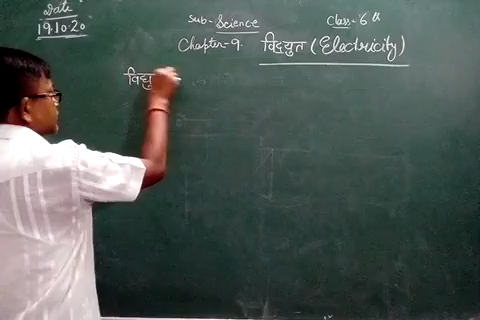 Date
19.10.20
Sub- Science
Class- 6th
Chapter-9. विद्युत (Electricity)
विद्यु